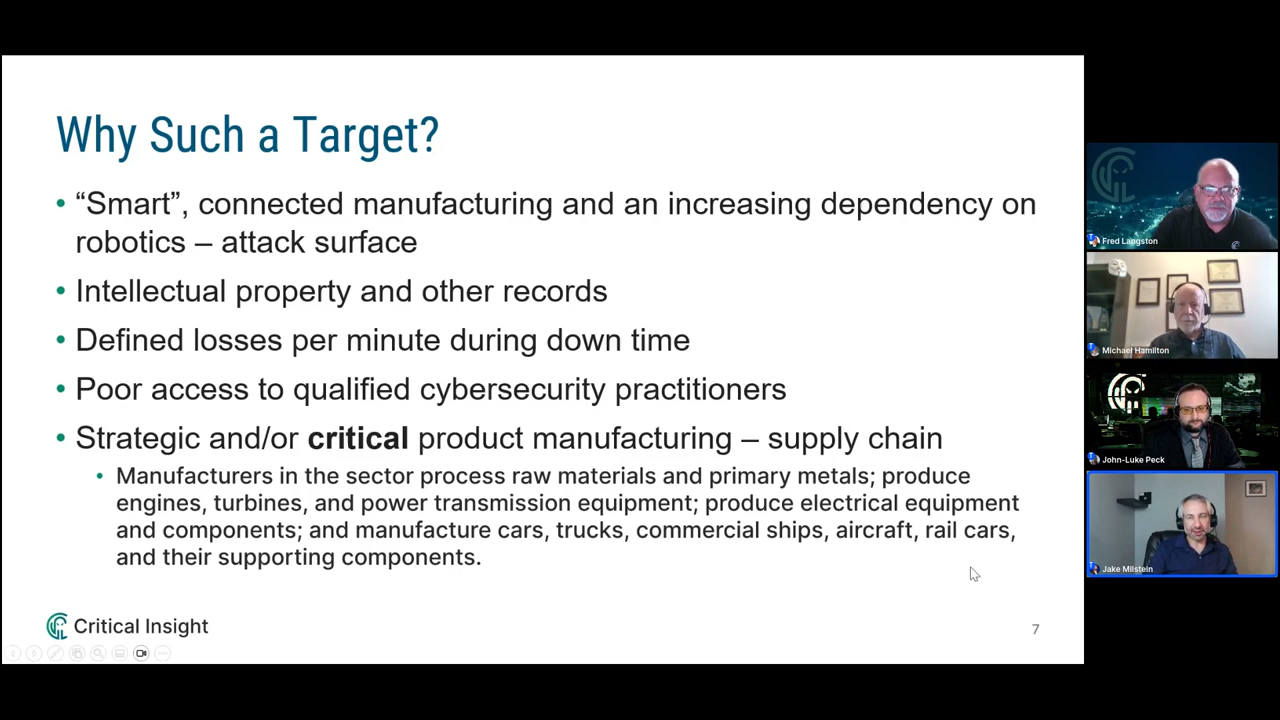 Why Such a Target?
• “Smart”, connected manufacturing and an increasing dependency on
robotics – attack surface
• Intellectual property and other records
• Defined losses per minute during down time
• Poor access to qualified cybersecurity practitioners
• Strategic and/or critical product manufacturing – supply chain
• Manufacturers in the sector process raw materials and primary metals; produce
engines, turbines, and power transmission equipment; produce electrical equipment
and components; and manufacture cars, trucks, commercial ships, aircraft, rail cars,
and their supporting components.
Critical Insight
7
Fred Langston
Michael Hamilton
John-Luke Peck
Jake Milstein